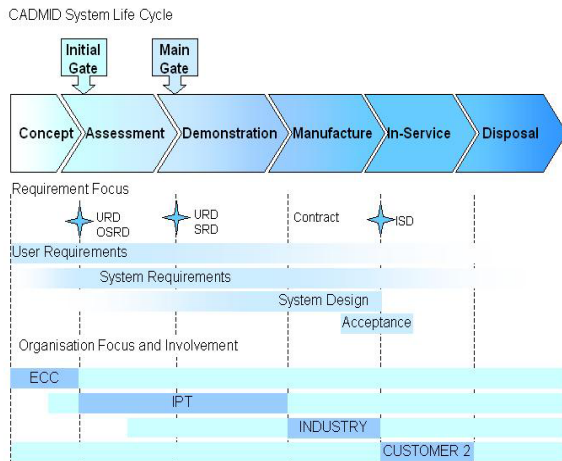 CADMID System Life Cycle
Initial
Gate
Main
Gate
Concept Assessment Demonstration Manufacture In-Service Disposal
Requirement Focus
URD
OSRD
URD
SRD
Contract
ISD
User Requirements
System Requirements
System Design
Acceptance
Organisation Focus and Involvement
ECC
IPT
INDUSTRY
CUSTOMER 2